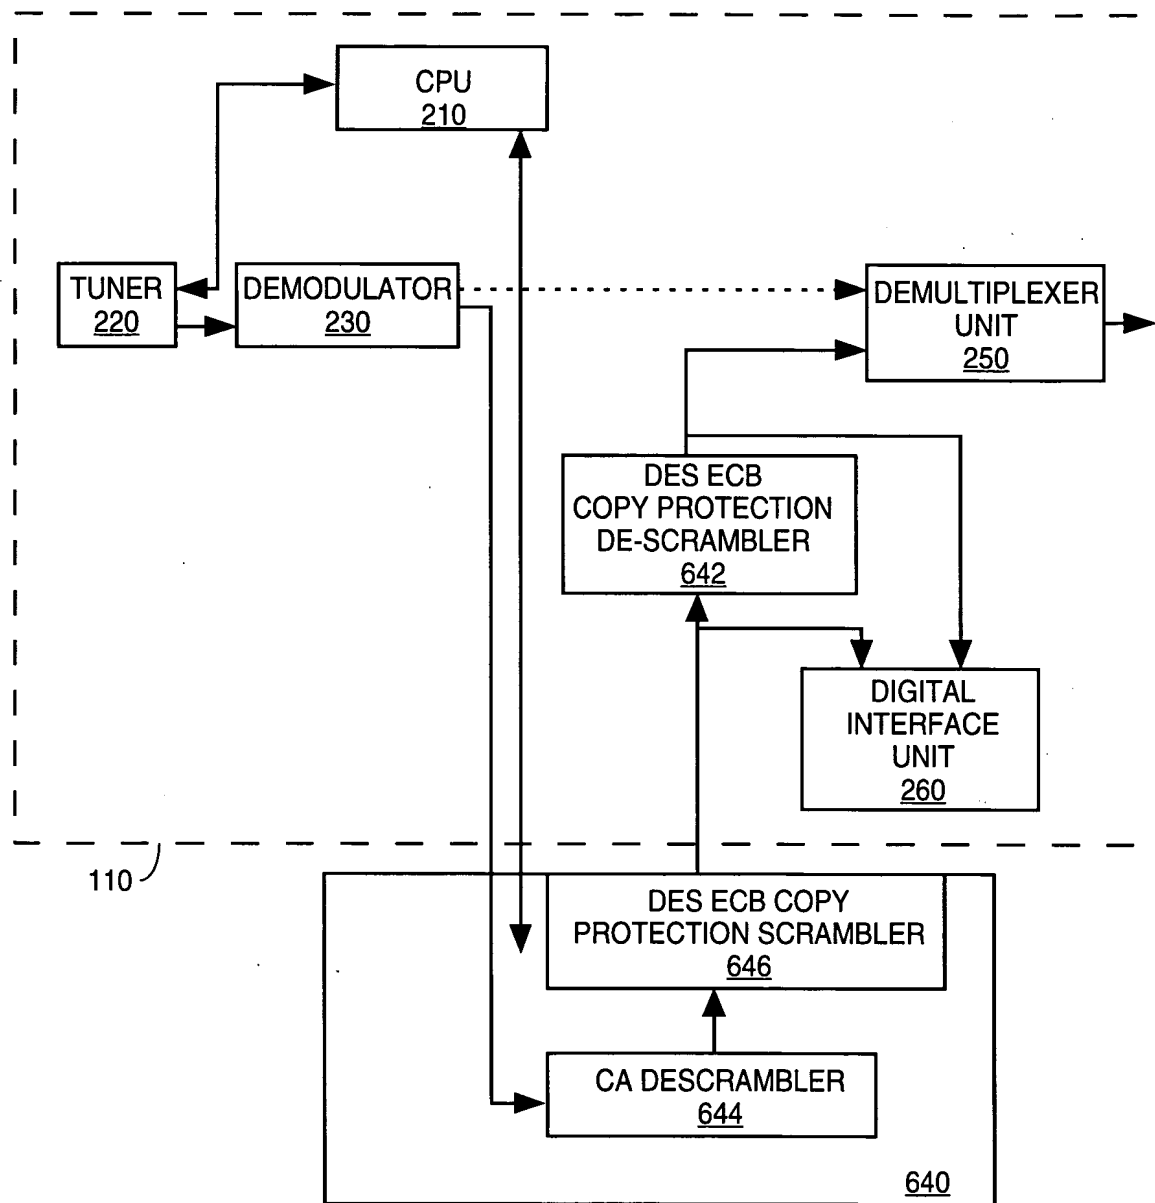 CPU
210
TUNER
220
DEMODULATOR
230
DEMULTIPLEXER
UNIT
250
DES ECB
COPY PROTECTION
DE-SCRAMBLER
642
DIGITAL
INTERFACE
UNIT
260
110
DES ECB COPY
PROTECTION SCRAMBLER
646
CA DESCRAMBLER
644
640